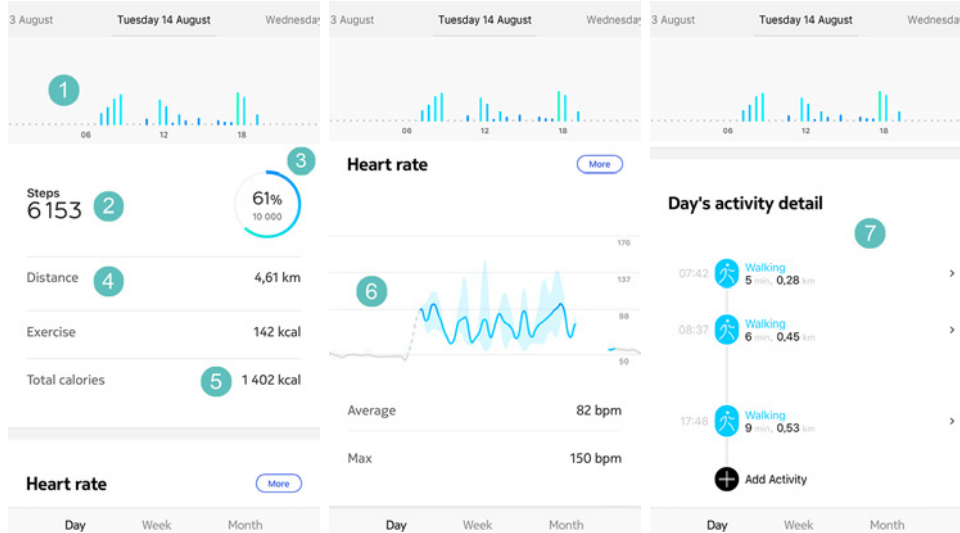 3 August
Tuesday 14 August
Wednesday
1
06
12
18
3
Steps
6 153
2
61%
10 000
Distance
4
4,61 km
Exercise
142 kcal
Total calories
5
1 402 kcal
Heart rate
More
Day
Week
Month
3 August
Tuesday 14 August
Wednesday
06
12
18
Heart rate
More
176
137
6
98
50
Average
82 bpm
Max
150 bpm
Day
Week
Month
3 August
Tuesday 14 August
Wednesda
06
12
18
Day's activity detail
7
07:42
Walking
5 min, 0,28 km
08:37
Walking
6 min, 0,45 km
17:48
Walking
9 min, 0,53 km
Add Activity
Day
Week
Month